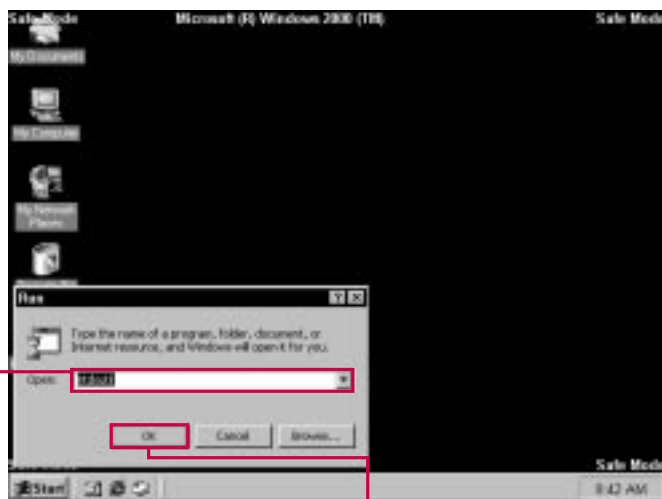 Safe Mode Microsoft (R) Windows 2000 (TM) Safe Mode
My Documents
My Computer
My Network
Places
Run
Type the name of a program, folder, document, or
Internet resource, and Windows will open it for you.
Open:
OK Cancel Browse...
Safe Mode
Start 9:42 AM